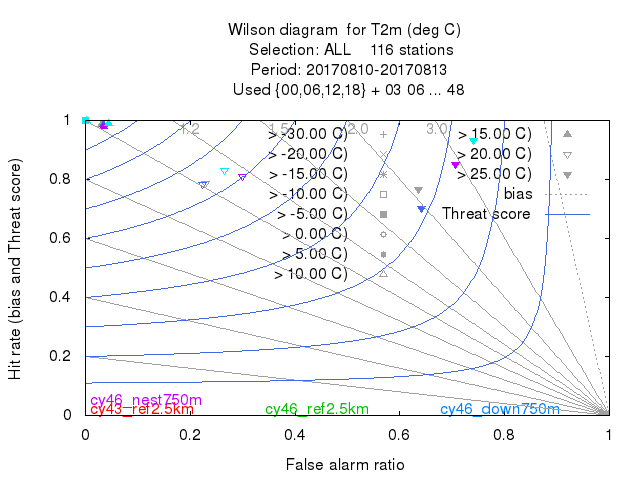 Wilson diagram for T2m (deg C)
Selection: ALL 116 stations
Period: 20170810-20170813
Used {00,06,12,18} + 03 06 ... 48
Hit rate (bias and Threat score)
1
0.8
0.6
0.4
0.2
0
1.2 1.5 2.0 3.0
> -30.00 C)
> -20.00 C)
> -15.00 C)
> -10.00 C)
> -5.00 C)
> 0.00 C)
> 5.00 C)
> 10.00 C)
> 15.00 C)
> 20.00 C)
> 25.00 C)
bias
Threat score
cy46_nest750m
cy43_ref2.5km cy46_ref2.5km cy46_down750m
0 0.2 0.4 0.6 0.8 1
False alarm ratio